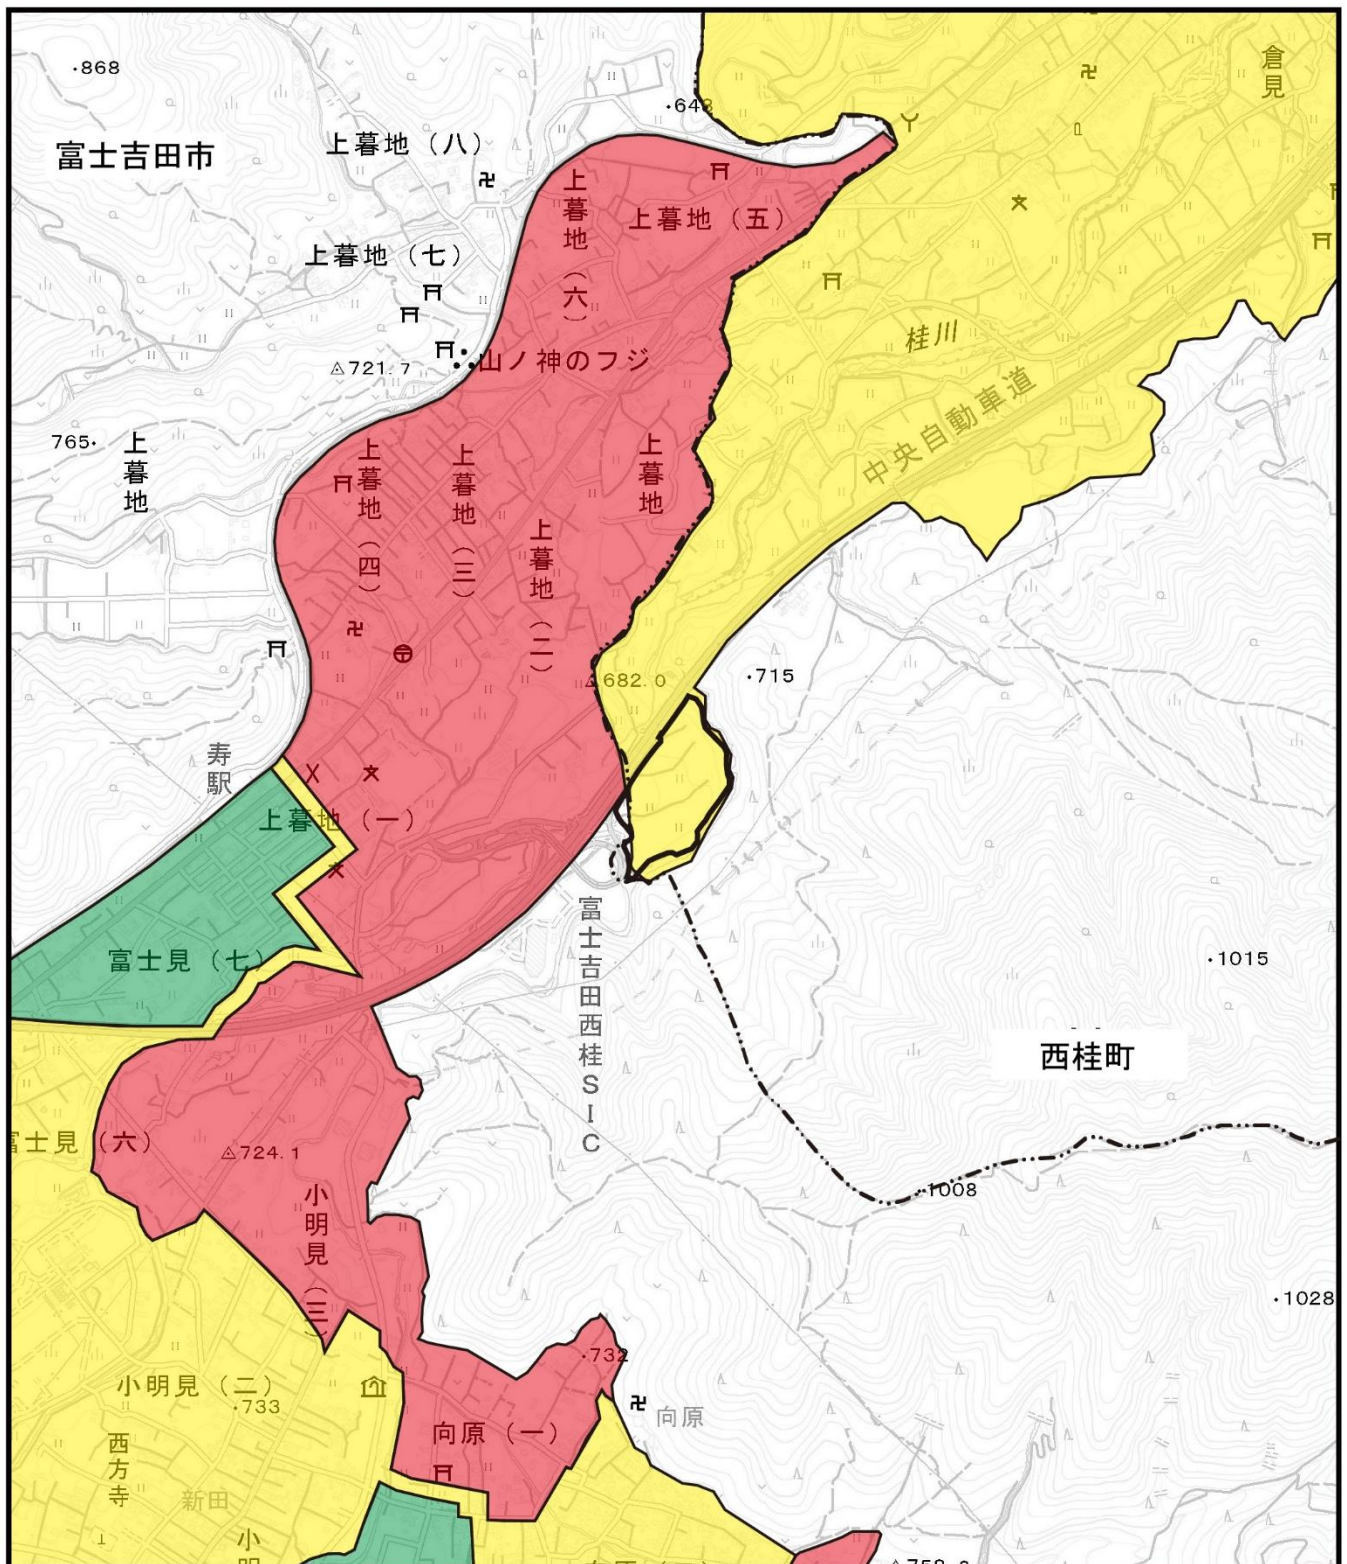 ・868
富士吉田市
上暮地（八）
・648
倉見
上暮地（六）
上暮地（五）
上暮地（七）
桂川
山ノ神のフジ
△721.7
中央自動車道
765・
上暮地
上暮地（四）
上暮地（三）
上暮地（二）
上暮地
△682.0
・715
寿駅
上暮地（一）
富士吉田西桂SIC
富士見（七）
・1015
西桂町
富士見（六）
△724.1
小明見（三）
・1008
・1028
・732
小明見（二）
・733
向原（一）
向原
西方寺
新田
小明